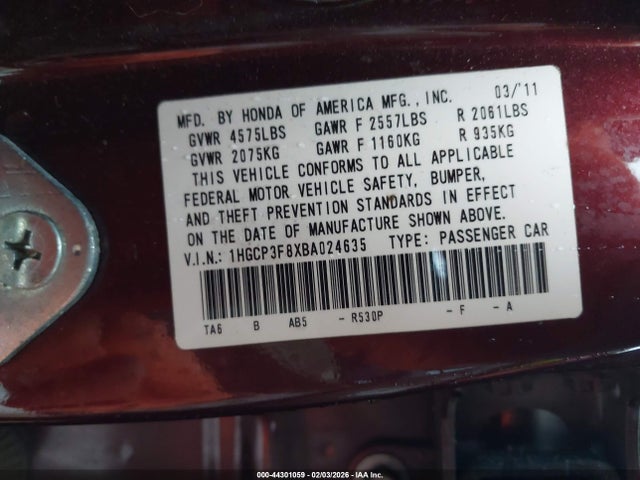 MFD. BY HONDA OF AMERICA MFG., INC. 03/'11
GVWR 4575LBS GAWR F 2557LBS R 2061LBS
GVWR 2075KG GAWR F 1160KG R 935KG
THIS VEHICLE CONFORMS TO ALL APPLICABLE
FEDERAL MOTOR VEHICLE SAFETY, BUMPER,
AND THEFT PREVENTION STANDARDS IN EFFECT
ON THE DATE OF MANUFACTURE SHOWN ABOVE.
V.I.N.: 1HGCP3F8XBA024635 TYPE: PASSENGER CAR
TA6 B AB5 - R530P - F - A
000-44301059 - 02/03/2026 - IAA Inc.